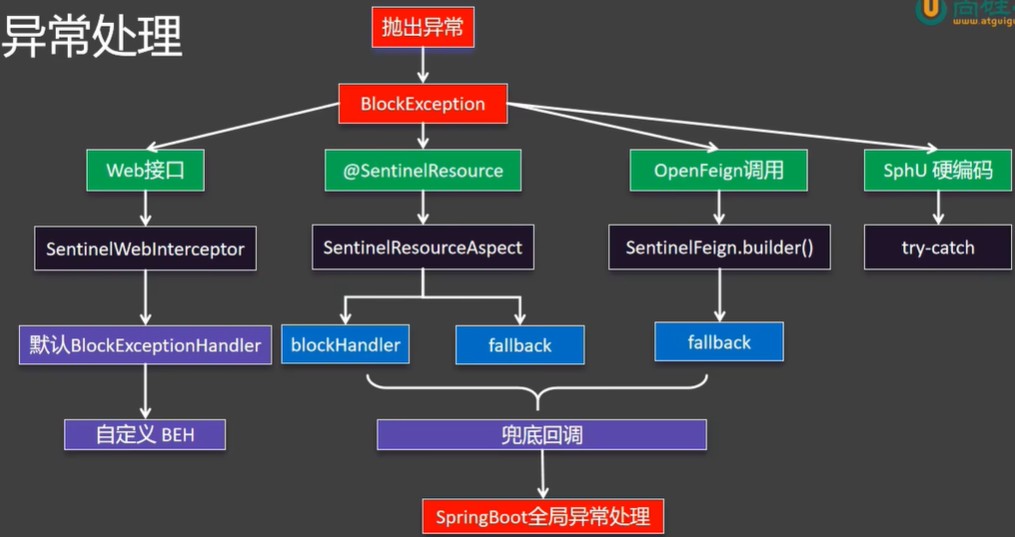 异常处理
抛出异常
www.atguigu
BlockException
Web接口
@SentinelResource
OpenFeign调用
SphU 硬编码
SentinelWebInterceptor
SentinelResourceAspect
SentinelFeign.builder()
try-catch
默认BlockExceptionHandler
blockHandler
fallback
fallback
自定义 BEH
兜底回调
SpringBoot全局异常处理